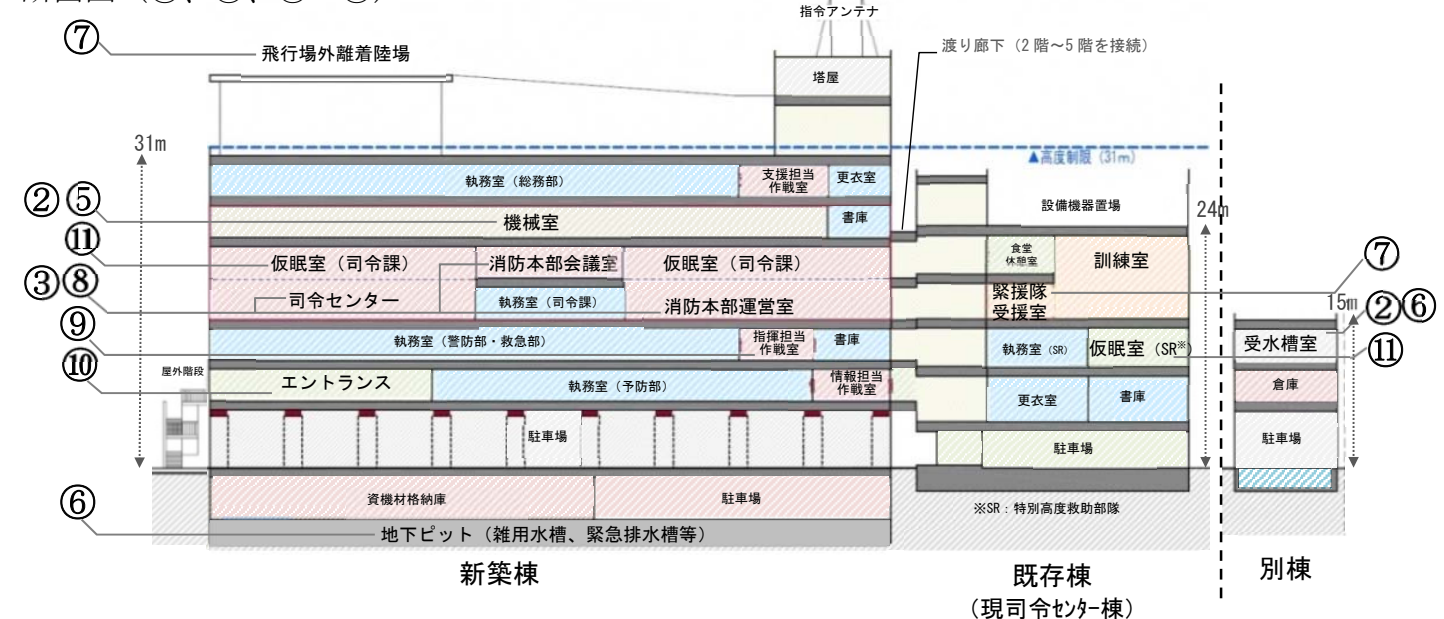 指令アンテナ
⑦
飛行場外離着陸場
渡り廊下（2階～5階を接続）
塔屋
31m
▲高度制限（31m）
執務室（総務部）
支援担当
作戦室
更衣室
②⑤
機械室
書庫
設備機器置場
24m
⑪
仮眠室（司令課）
消防本部会議室
仮眠室（司令課）
食堂
休憩室
訓練室
⑦
③⑧
司令センター
執務室（司令課）
消防本部運営室
緊援隊
受援室
15m
②⑥
⑨
執務室（警防部・救急部）
指揮担当
作戦室
書庫
執務室（SR）
仮眠室（SR※）
受水槽室
⑪
⑩
屋外階段
エントランス
執務室（予防部）
情報担当
作戦室
更衣室
書庫
倉庫
駐車場
駐車場
駐車場
⑥
資機材格納庫
駐車場
※SR：特別高度救助部隊
地下ピット（雑用水槽、緊急排水槽等）
新築棟
既存棟
（現司令ｾﾝﾀｰ棟）
別棟